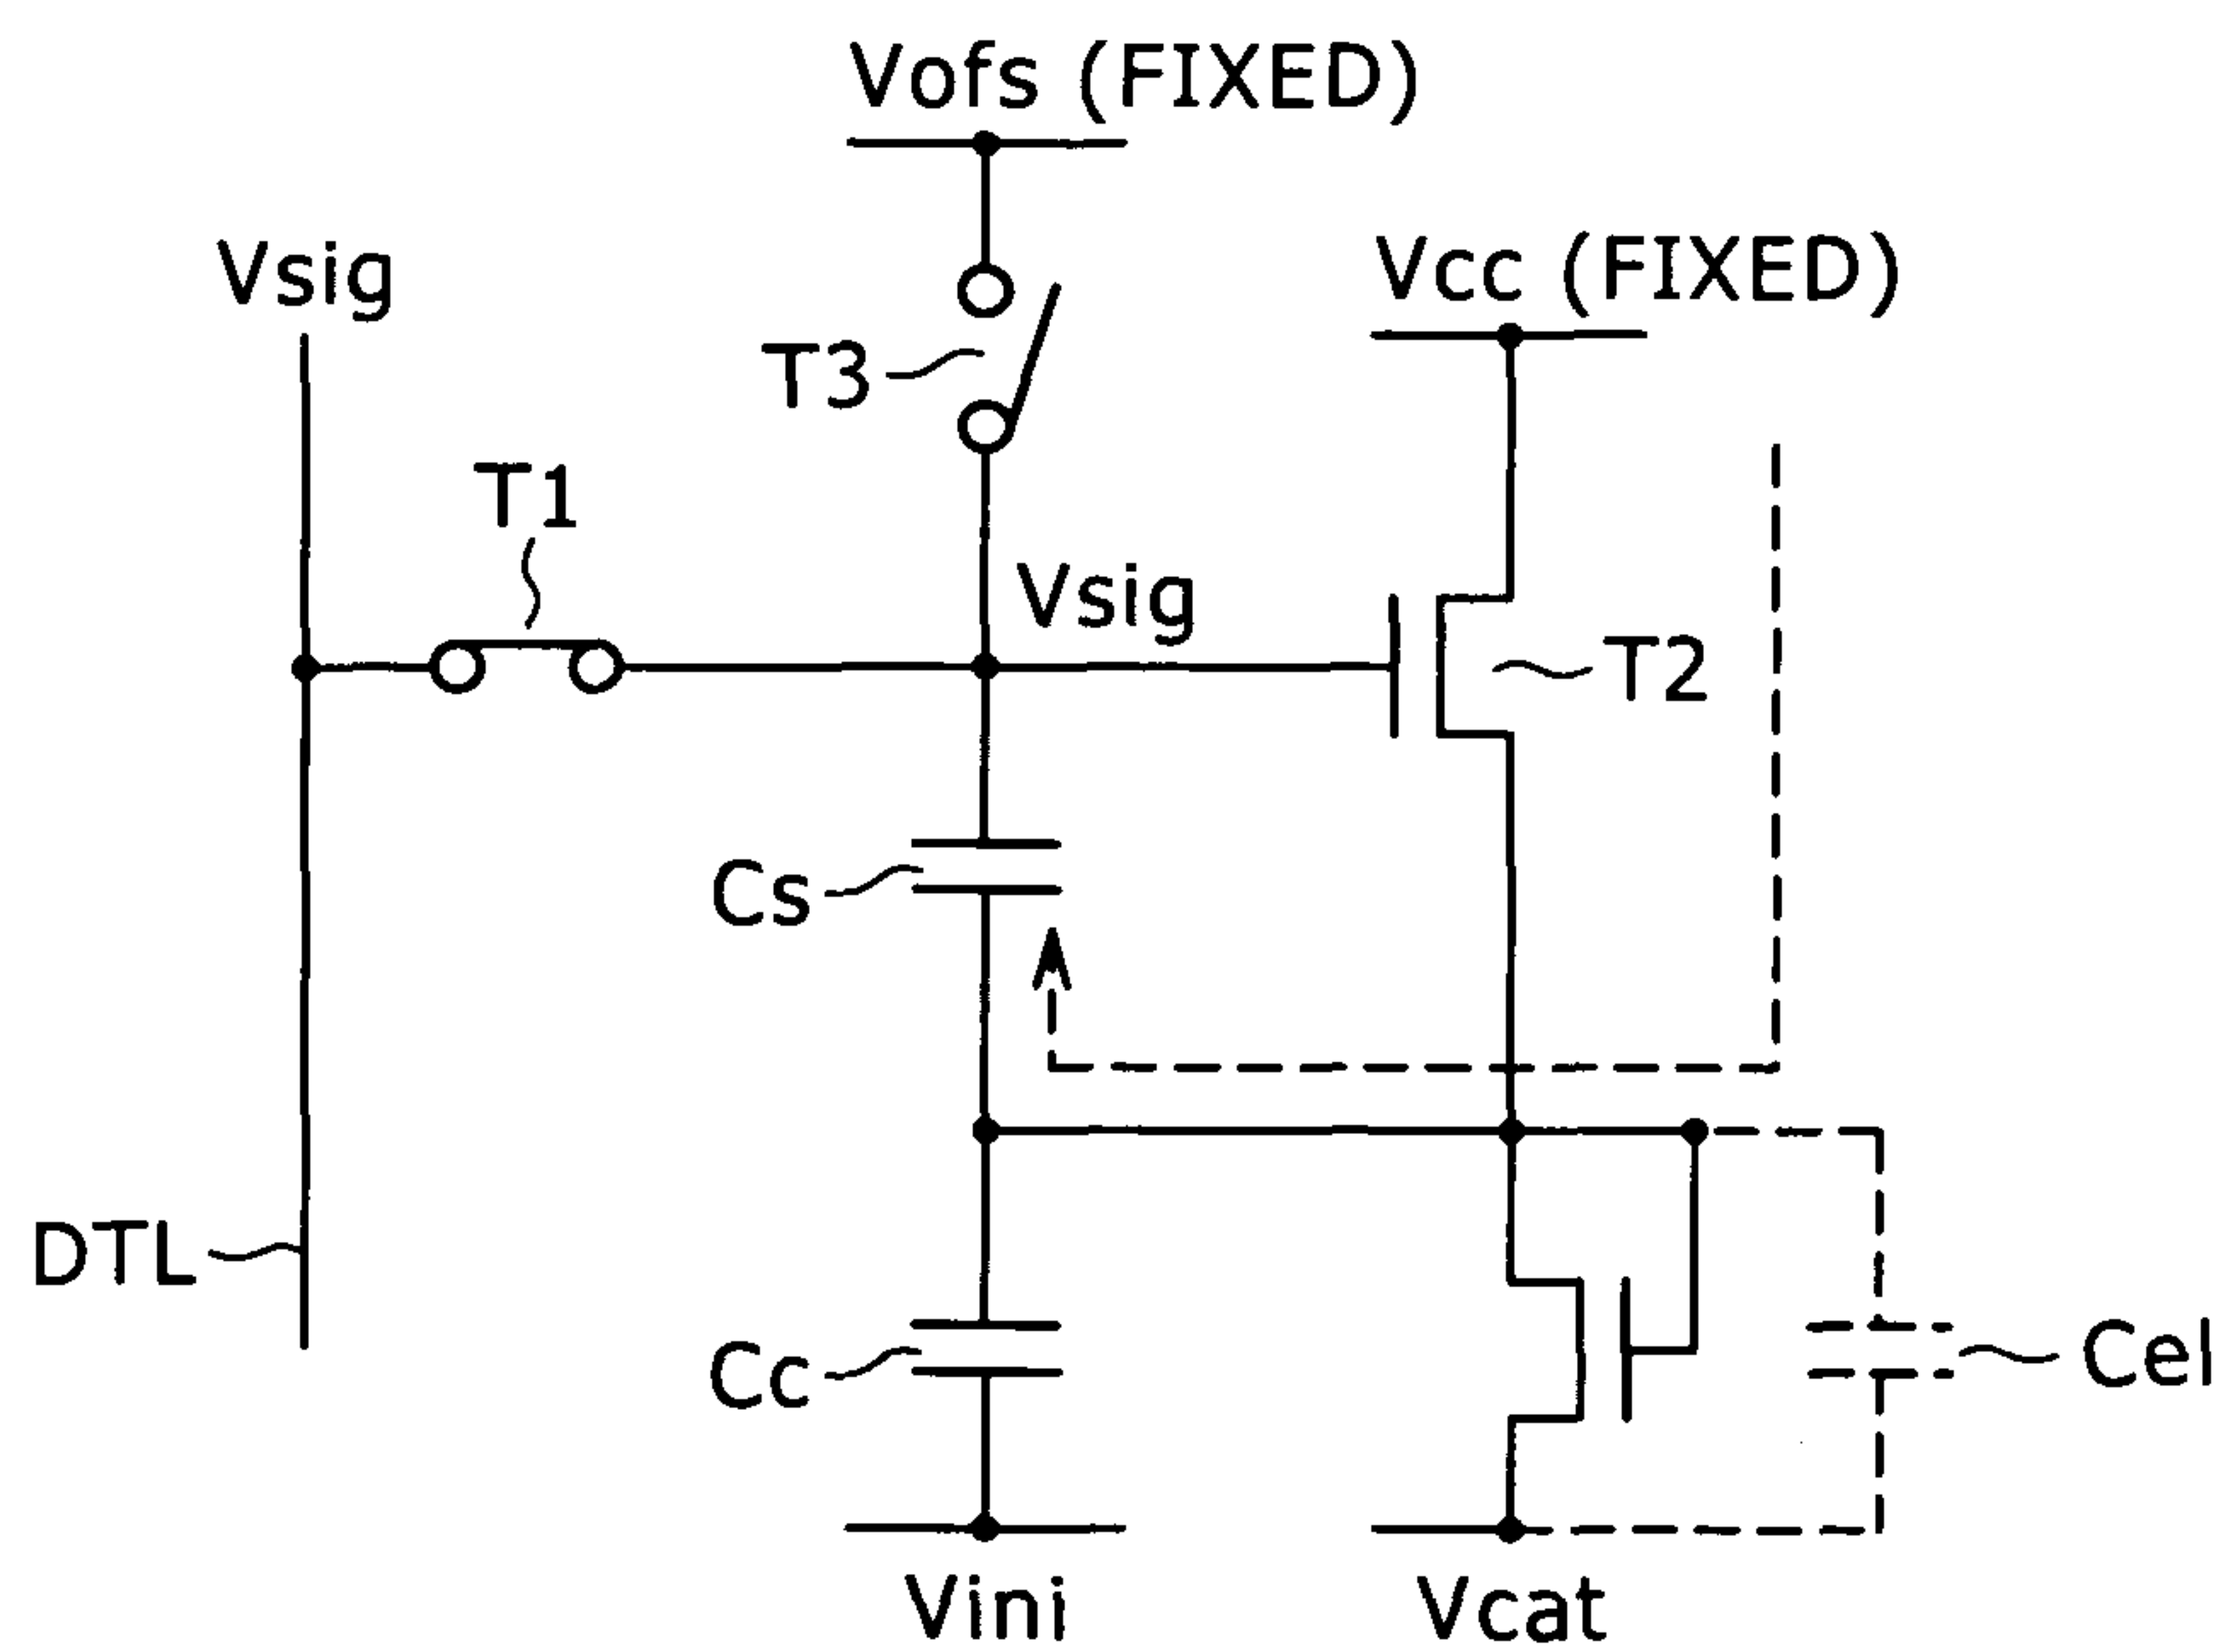 Vofs (FIXED)
Vsig
Vcc (FIXED)
T3
T1
Vsig
T2
Cs
DTL
Cc
Cel
Vini
Vcat